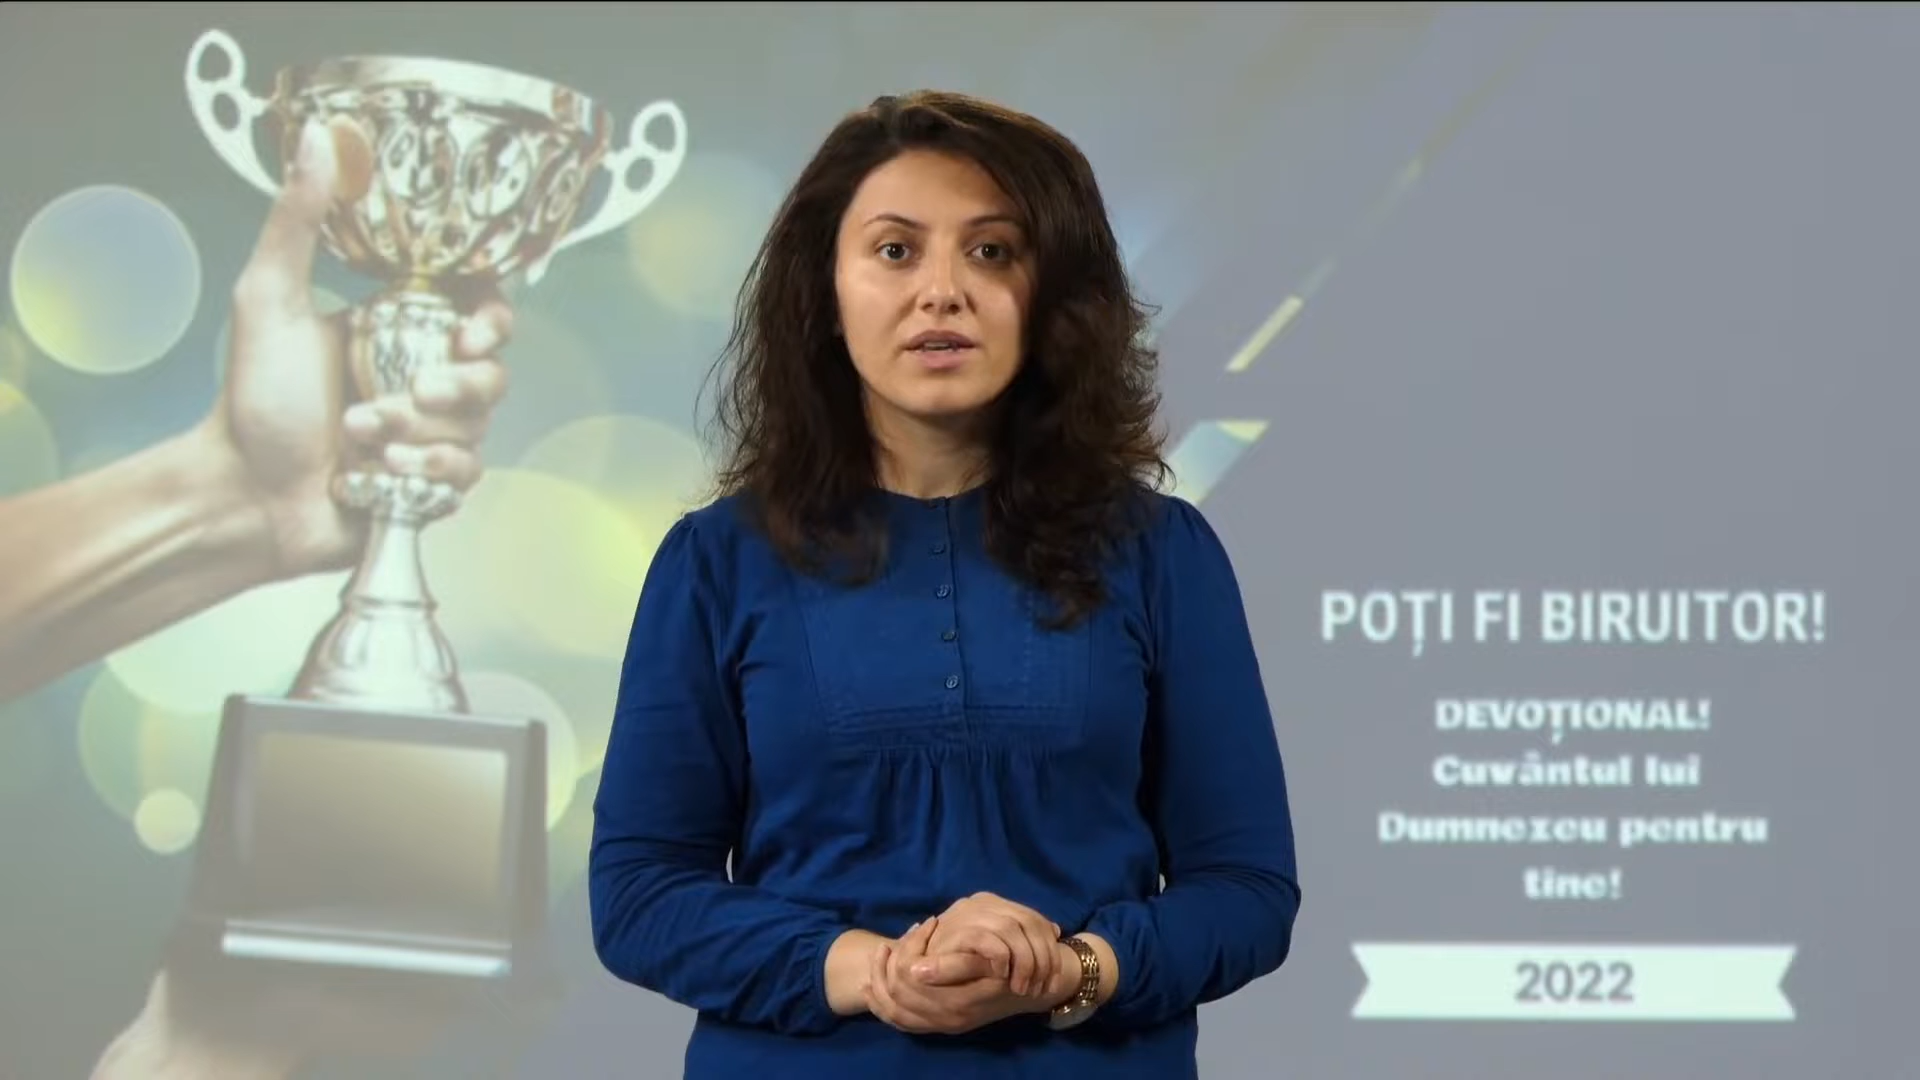 POȚI FI BIRUITOR!
DEVOȚIONAL!
Cuvântul lui
Dumnezeu pentru
tine!
2022